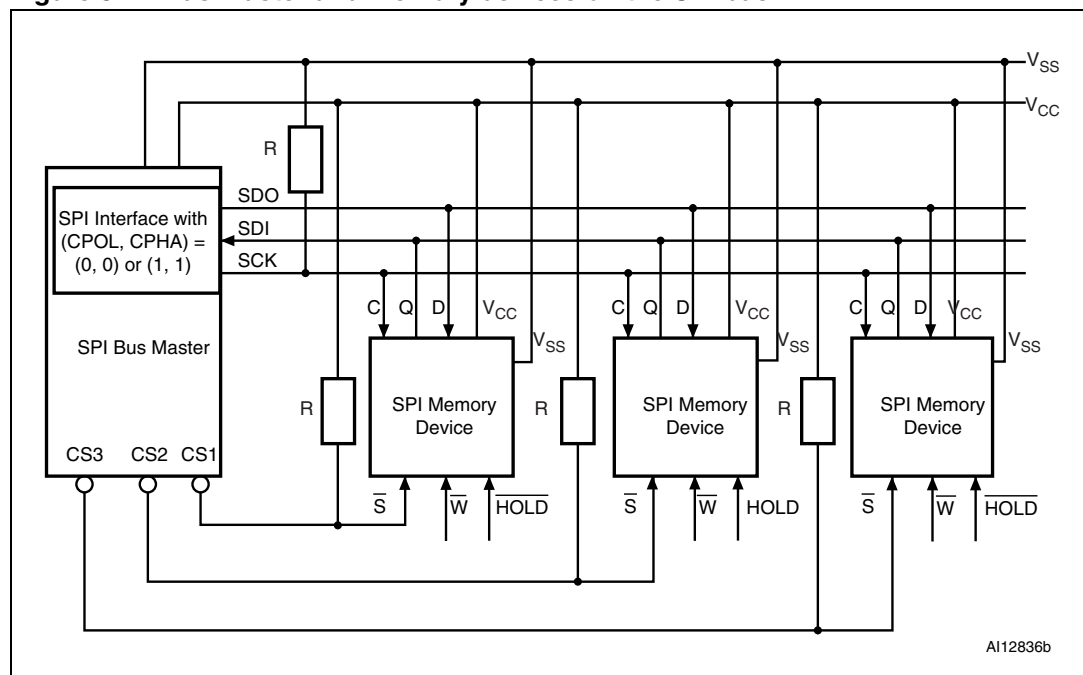 V_SS
V_CC
R
SDO
SPI Interface with
(CPOL, CPHA) =
(0, 0) or (1, 1)
SDI
SCK
C Q D V_CC V_SS
C Q D V_CC V_SS
C Q D V_CC V_SS
SPI Bus Master
R
SPI Memory
Device
R
SPI Memory
Device
R
SPI Memory
Device
CS3 CS2 CS1
S̅ W̅ H̅O̅L̅D̅
S̅ W̅ HOLD
S̅ W̅ H̅O̅L̅D̅
AI12836b